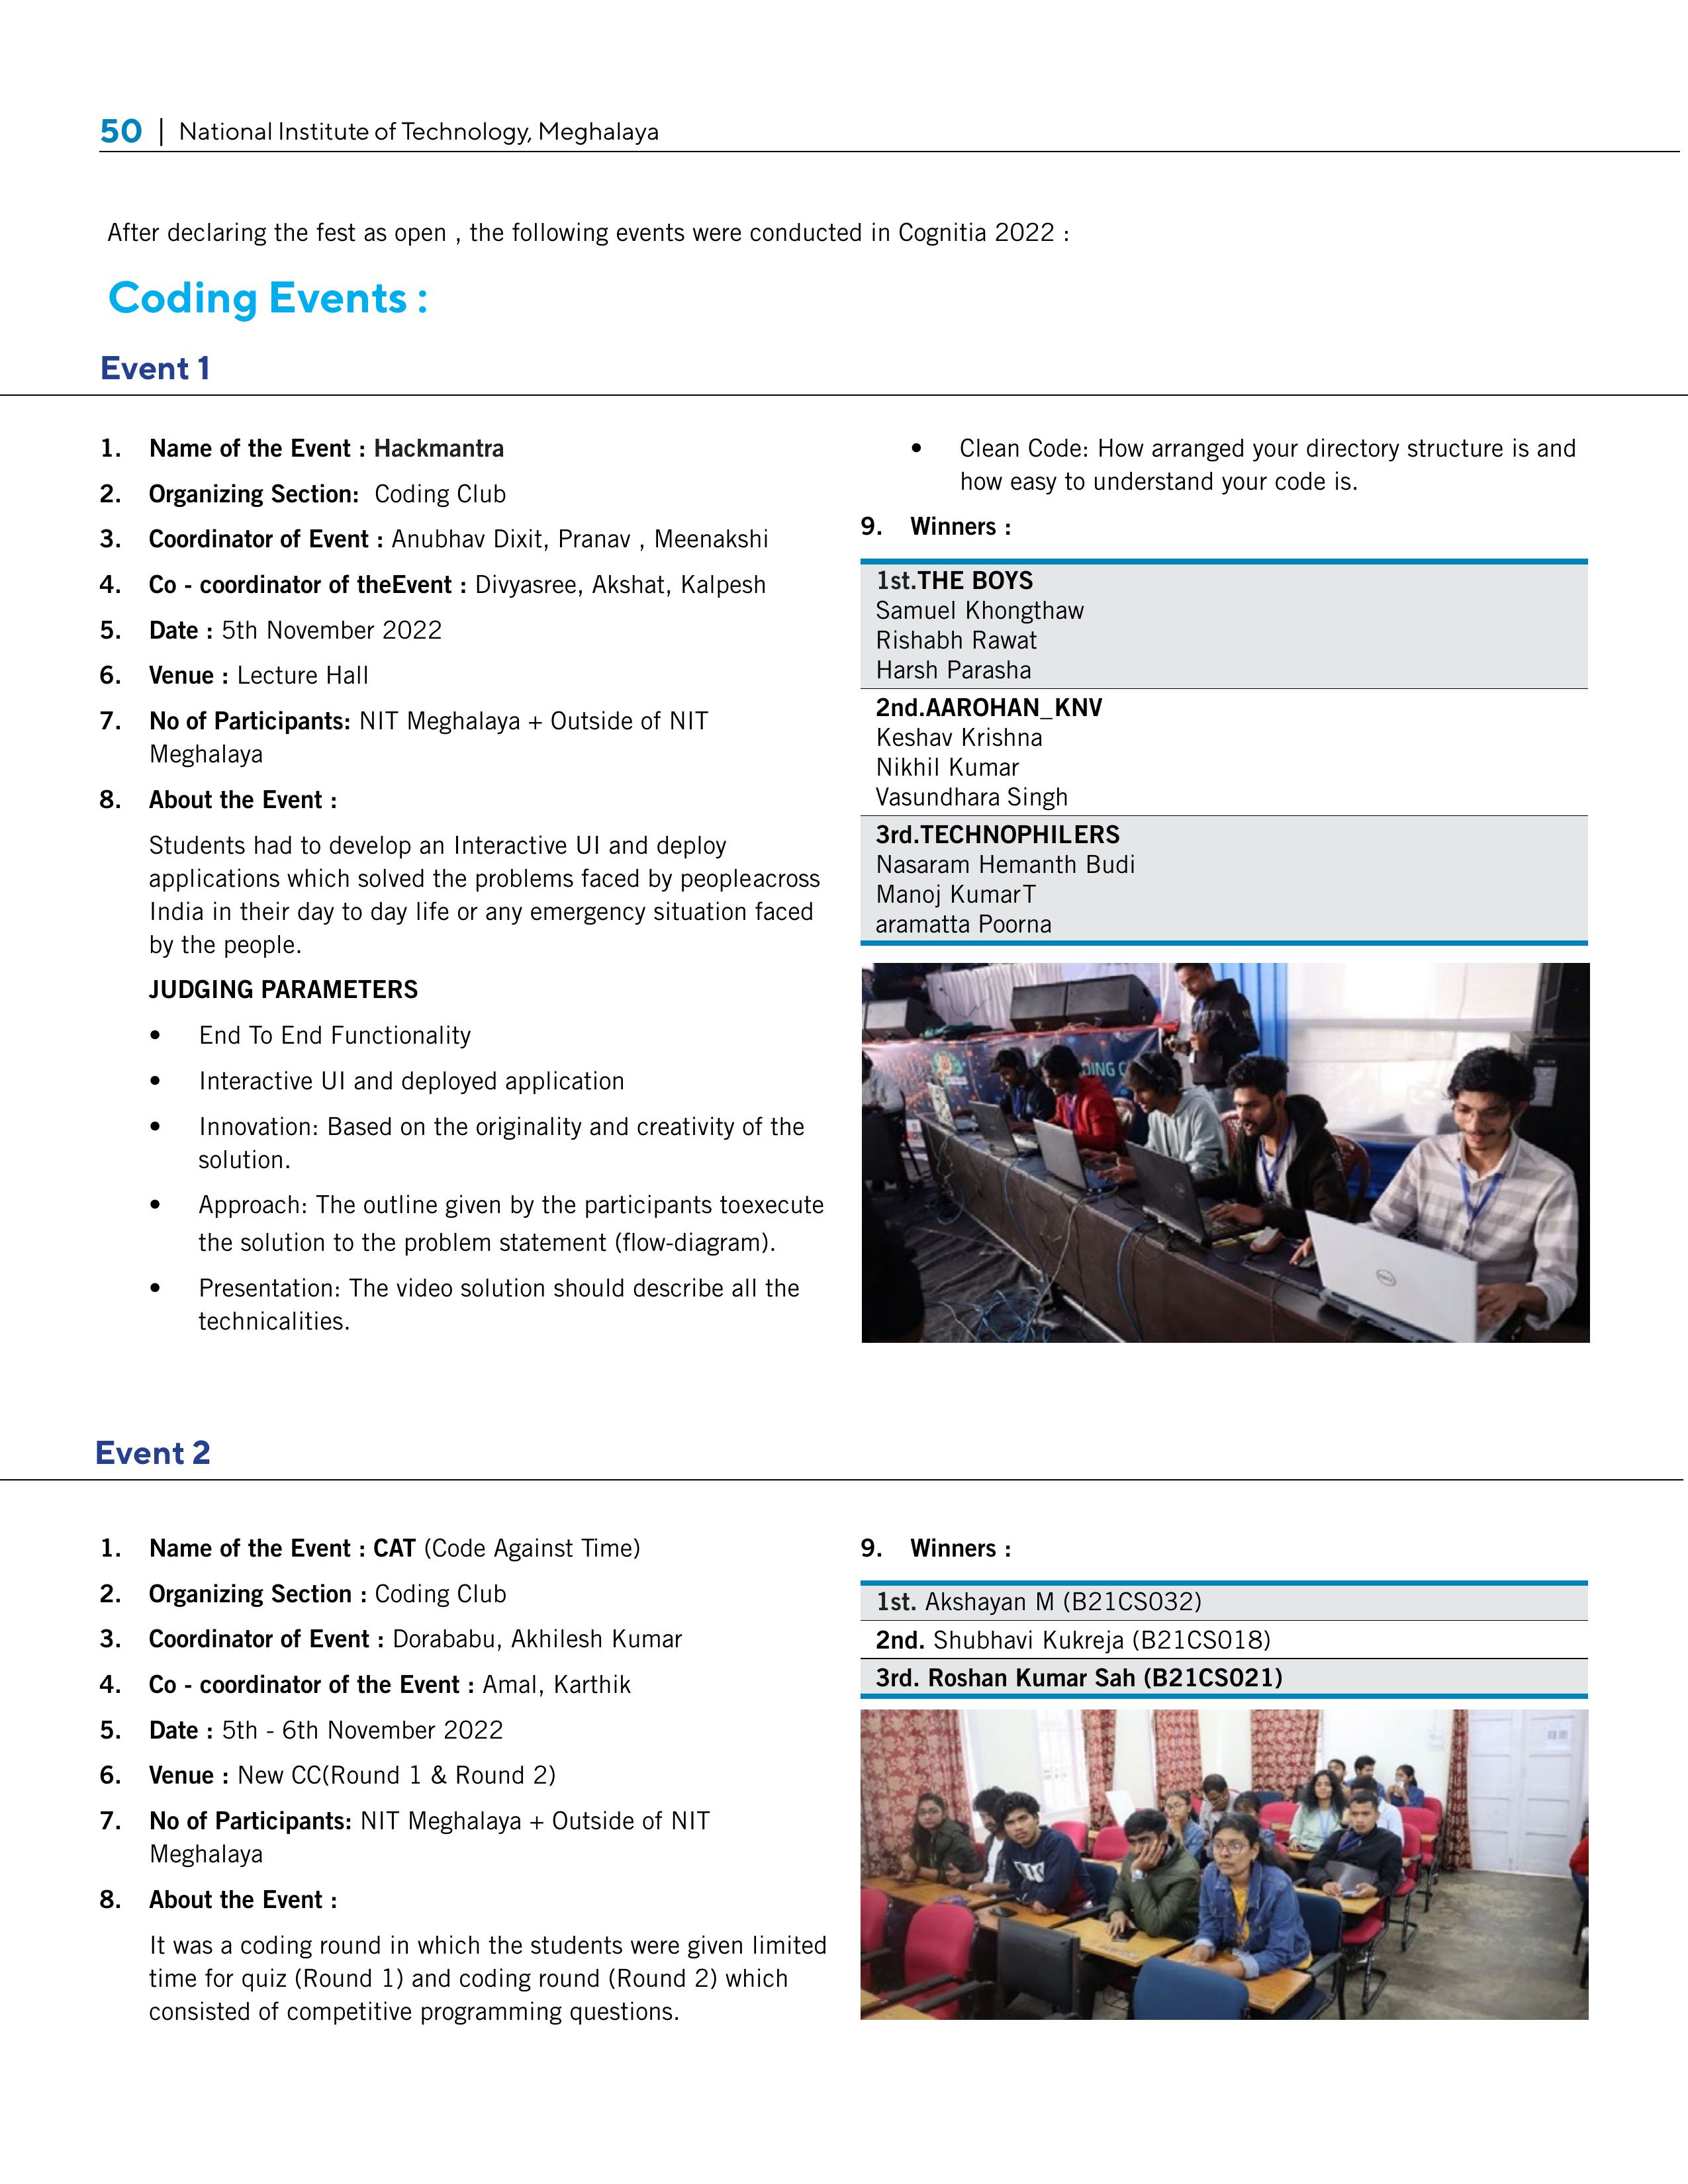 50 | National Institute of Technology, Meghalaya
After declaring the fest as open , the following events were conducted in Cognitia 2022 :
Coding Events :
Event 1
1. Name of the Event : Hackmantra
2. Organizing Section: Coding Club
3. Coordinator of Event : Anubhav Dixit, Pranav , Meenakshi
4. Co - coordinator of theEvent : Divyasree, Akshat, Kalpesh
5. Date : 5th November 2022
6. Venue : Lecture Hall
7. No of Participants: NIT Meghalaya + Outside of NIT
Meghalaya
8. About the Event :
Students had to develop an Interactive UI and deploy
applications which solved the problems faced by peopleacross
India in their day to day life or any emergency situation faced
by the people.
JUDGING PARAMETERS
• End To End Functionality
• Interactive UI and deployed application
• Innovation: Based on the originality and creativity of the
solution.
• Approach: The outline given by the participants toexecute
the solution to the problem statement (flow-diagram).
• Presentation: The video solution should describe all the
technicalities.
• Clean Code: How arranged your directory structure is and
how easy to understand your code is.
9. Winners :
1st.THE BOYS
Samuel Khongthaw
Rishabh Rawat
Harsh Parasha
2nd.AAROHAN_KNV
Keshav Krishna
Nikhil Kumar
Vasundhara Singh
3rd.TECHNOPHILERS
Nasaram Hemanth Budi
Manoj KumarT
aramatta Poorna
Event 2
1. Name of the Event : CAT (Code Against Time)
2. Organizing Section : Coding Club
3. Coordinator of Event : Dorababu, Akhilesh Kumar
4. Co - coordinator of the Event : Amal, Karthik
5. Date : 5th - 6th November 2022
6. Venue : New CC(Round 1 & Round 2)
7. No of Participants: NIT Meghalaya + Outside of NIT
Meghalaya
8. About the Event :
It was a coding round in which the students were given limited
time for quiz (Round 1) and coding round (Round 2) which
consisted of competitive programming questions.
9. Winners :
1st. Akshayan M (B21CS032)
2nd. Shubhavi Kukreja (B21CS018)
3rd. Roshan Kumar Sah (B21CS021)